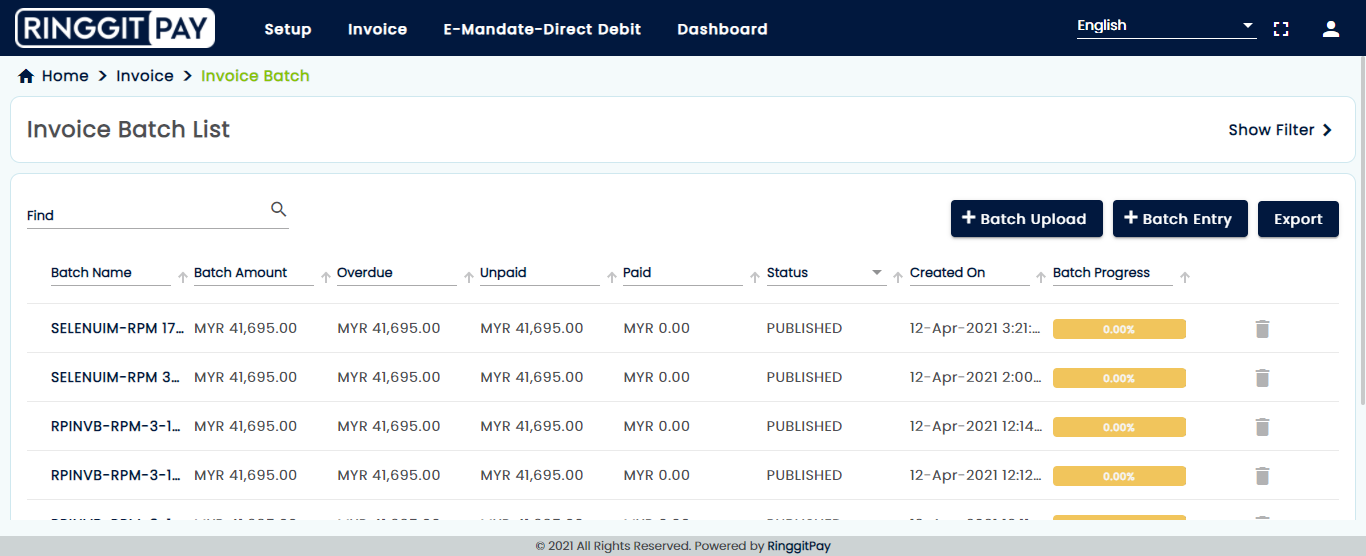 RINGGIT PAY Setup Invoice E-Mandate-Direct Debit Dashboard English
Home Invoice Invoice Batch
Invoice Batch List Show Filter
Find Batch Upload Batch Entry Export
Batch Name Batch Amount Overdue Unpaid Paid Status Created On Batch Progress
SELENUIM-RPM 17... MYR 41,695.00 MYR 41,695.00 MYR 41,695.00 MYR 0.00 PUBLISHED 12-Apr-2021 3:21:... 0.00%
SELENUIM-RPM 3... MYR 41,695.00 MYR 41,695.00 MYR 41,695.00 MYR 0.00 PUBLISHED 12-Apr-2021 2:00... 0.00%
RPINVB-RPM-3-1... MYR 41,695.00 MYR 41,695.00 MYR 41,695.00 MYR 0.00 PUBLISHED 12-Apr-2021 12:14... 0.00%
RPINVB-RPM-3-1... MYR 41,695.00 MYR 41,695.00 MYR 41,695.00 MYR 0.00 PUBLISHED 12-Apr-2021 12:12... 0.00%
© 2021 All Rights Reserved. Powered by RinggitPay